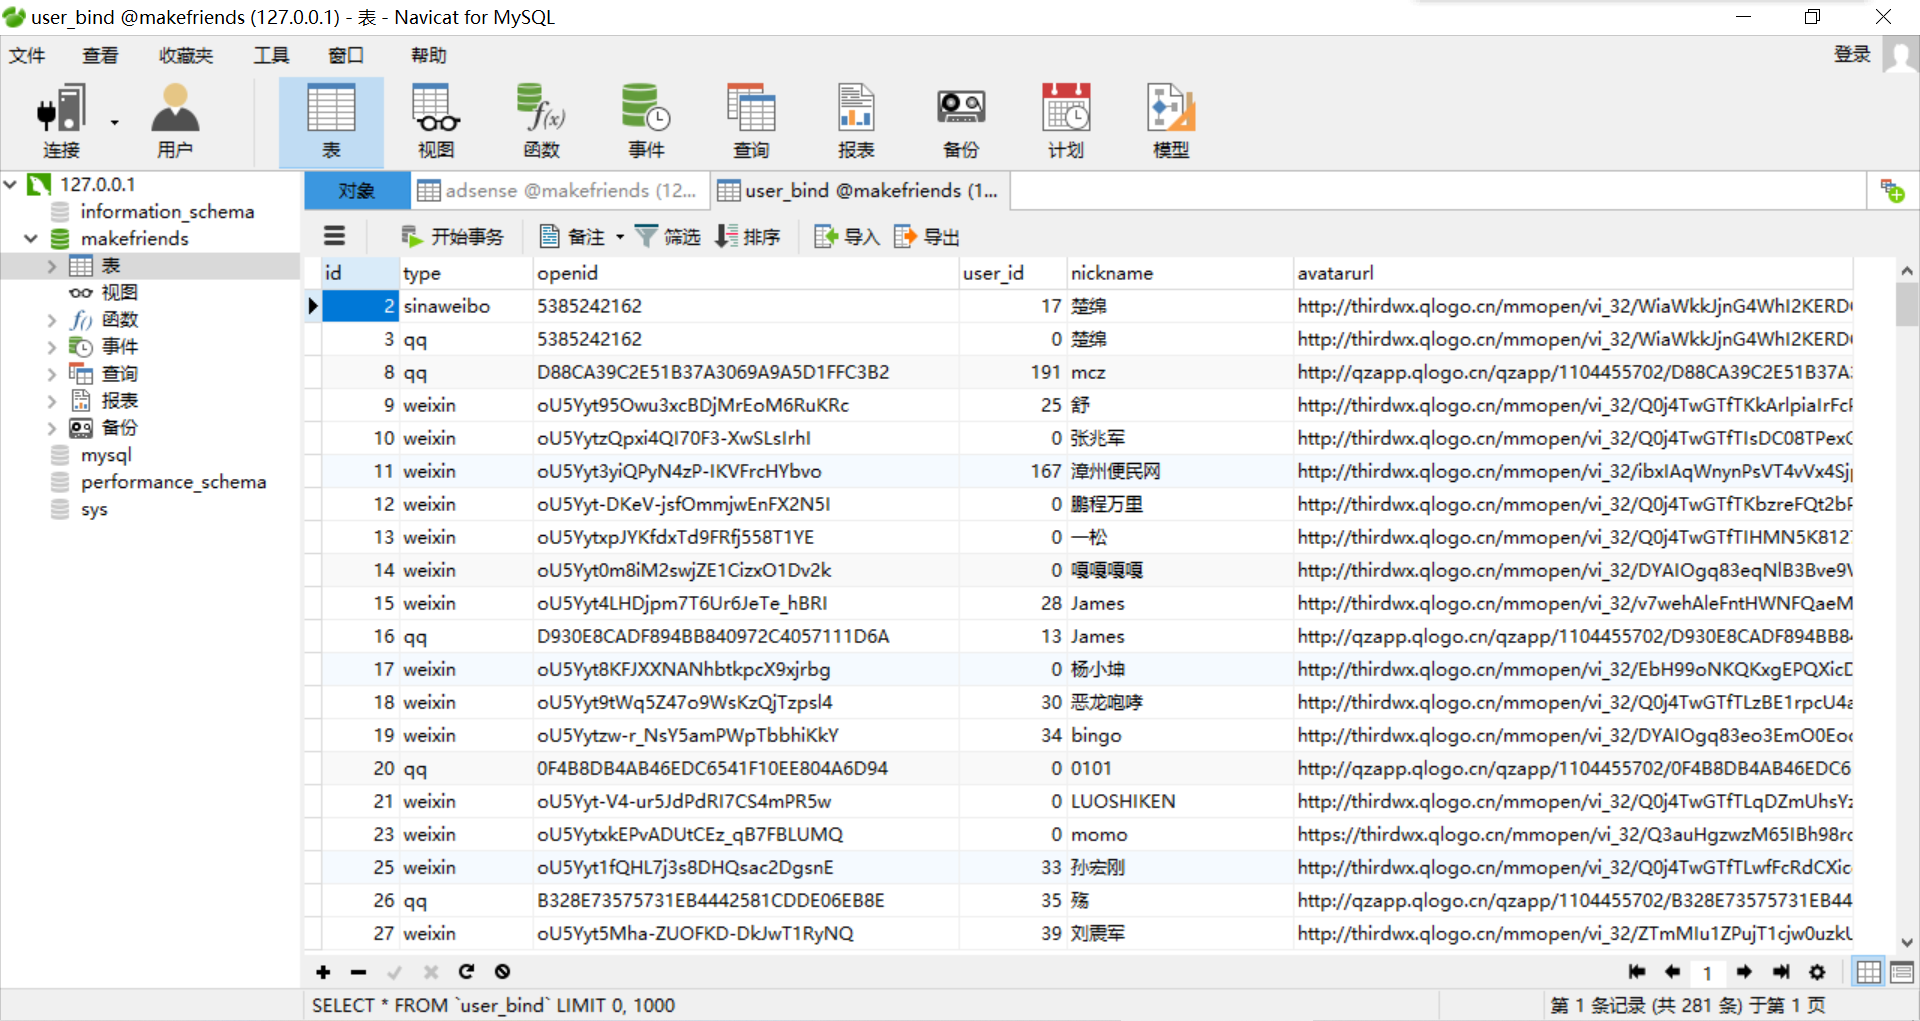 user_bind @makefriends (127.0.0.1) - 表 - Navicat for MySQL
文件 查看 收藏夹 工具 窗口 帮助 登录
连接 用户 表 视图 函数 事件 查询 报表 备份 计划 模型
127.0.0.1
information_schema
makefriends
表
视图
函数
事件
查询
报表
备份
mysql
performance_schema
sys
对象 adsense @makefriends (12... user_bind @makefriends (1...
开始事务 备注 筛选 排序 导入 导出
id type openid user_id nickname avatarurl
2 sinaweibo 5385242162 17 楚绵 http://thirdwx.qlogo.cn/mmopen/vi_32/WiaWkkJjnG4WhI2KERD
3 qq 5385242162 0 楚绵 http://thirdwx.qlogo.cn/mmopen/vi_32/WiaWkkJjnG4WhI2KERD
8 qq D88CA39C2E51B37A3069A9A5D1FFC3B2 191 mcz http://qzapp.qlogo.cn/qzapp/1104455702/D88CA39C2E51B37A
9 weixin oU5Yyt95Owu3xcBDjMrEoM6RuKRc 25 舒 http://thirdwx.qlogo.cn/mmopen/vi_32/Q0j4TwGTfTKkArlpiaIrFc
10 weixin oU5YytzQpxi4QI70F3-XwSLsIrhI 0 张兆军 http://thirdwx.qlogo.cn/mmopen/vi_32/Q0j4TwGTfTIsDC08TPex
11 weixin oU5Yyt3yiQPyN4zP-IKVFrcHYbvo 167 漳州便民网 http://thirdwx.qlogo.cn/mmopen/vi_32/ibxIAqWnynPsVT4vVx4Sj
12 weixin oU5Yyt-DKeV-jsfOmmjwEnFX2N5I 0 鹏程万里 http://thirdwx.qlogo.cn/mmopen/vi_32/Q0j4TwGTfTKbzreFQt2b
13 weixin oU5YytxpJYKfdxTd9FRfj558T1YE 0 一松 http://thirdwx.qlogo.cn/mmopen/vi_32/Q0j4TwGTfTIHMN5K812
14 weixin oU5Yyt0m8iM2swjZE1CizxO1Dv2k 0 嘎嘎嘎嘎 http://thirdwx.qlogo.cn/mmopen/vi_32/DYAIOgq83eqNlB3Bve9
15 weixin oU5Yyt4LHDjpm7T6Ur6JeTe_hBRI 28 James http://thirdwx.qlogo.cn/mmopen/vi_32/v7wehAleFntHWNFQaeM
16 qq D930E8CADF894BB840972C4057111D6A 13 James http://qzapp.qlogo.cn/qzapp/1104455702/D930E8CADF894BB8
17 weixin oU5Yyt8KFJXXNANhbtkpcX9xjrbg 0 杨小坤 http://thirdwx.qlogo.cn/mmopen/vi_32/EbH99oNKQKxgEPQXic
18 weixin oU5Yyt9tWq5Z47o9WsKzQjTzpsl4 30 恶龙咆哮 http://thirdwx.qlogo.cn/mmopen/vi_32/Q0j4TwGTfTLzBE1rpcU4
19 weixin oU5Yytzw-r_NsY5amPWpTbbhiKkY 34 bingo http://thirdwx.qlogo.cn/mmopen/vi_32/DYAIOgq83eo3EmO0Eo
20 qq 0F4B8DB4AB46EDC6541F10EE804A6D94 0 0101 http://qzapp.qlogo.cn/qzapp/1104455702/0F4B8DB4AB46EDC6
21 weixin oU5Yyt-V4-ur5JdPdRI7CS4mPR5w 0 LUOSHIKEN http://thirdwx.qlogo.cn/mmopen/vi_32/Q0j4TwGTfTLqDZmUhsY
23 weixin oU5YytxkEPvADUtCEz_qB7FBLUMQ 0 momo https://thirdwx.qlogo.cn/mmopen/vi_32/Q3auHgzwzM65IBh98r
25 weixin oU5Yyt1fQHL7j3s8DHQsac2DgsnE 33 孙宏刚 http://thirdwx.qlogo.cn/mmopen/vi_32/Q0j4TwGTfTLwfFcRdCXic
26 qq B328E73575731EB4442581CDDE06EB8E 35 殇 http://qzapp.qlogo.cn/qzapp/1104455702/B328E73575731EB44
27 weixin oU5Yyt5Mha-ZUOFKD-DkJwT1RyNQ 39 刘震军 http://thirdwx.qlogo.cn/mmopen/vi_32/ZTmMIu1ZPujT1cjw0uzk
1
SELECT * FROM `user_bind` LIMIT 0, 1000 第 1 条记录 (共 281 条) 于第 1 页